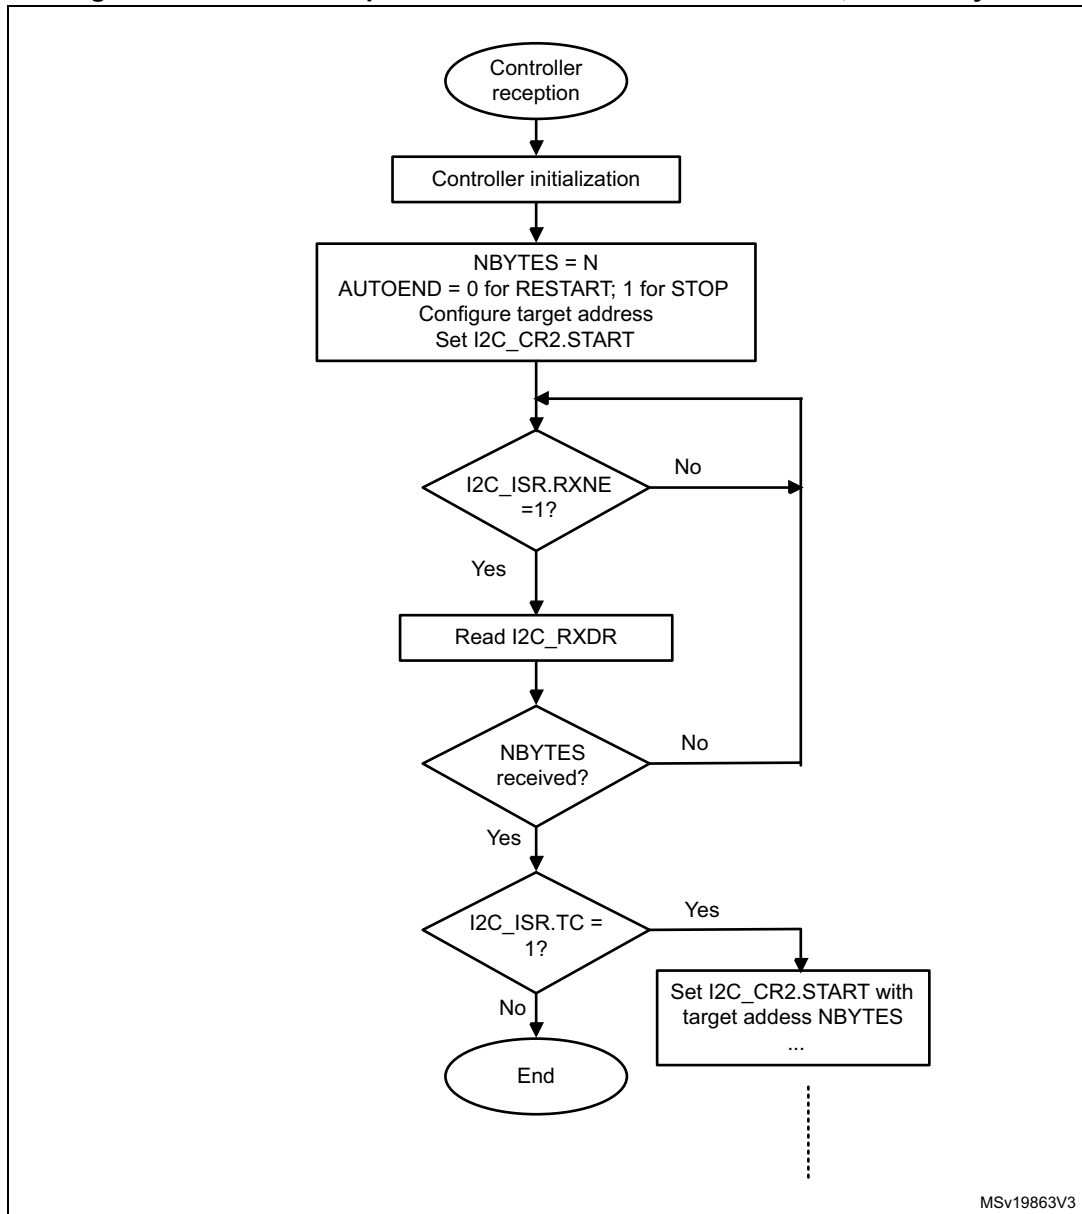 Controller
reception
Controller initialization
NBYTES = N
AUTOEND = 0 for RESTART; 1 for STOP
Configure target address
Set I2C_CR2.START
I2C_ISR.RXNE
=1?
No
Yes
Read I2C_RXDR
NBYTES
received?
No
Yes
I2C_ISR.TC =
1?
Yes
No
Set I2C_CR2.START with
target addess NBYTES
...
End
MSv19863V3